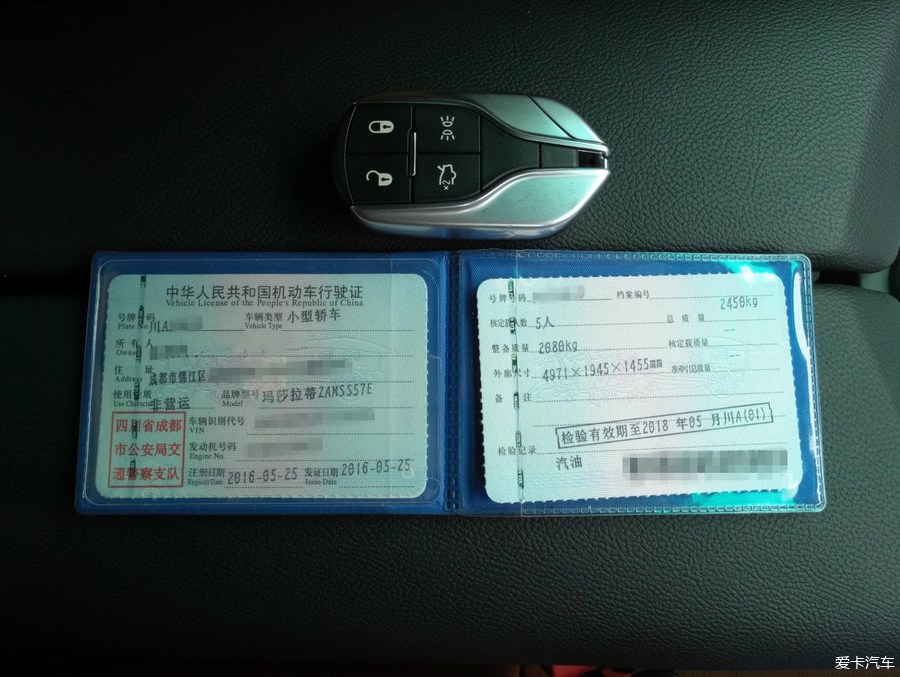 ×2
中华人民共和国机动车行驶证
Vehicle License of the People's Republic of China
号牌号码 川A
Plate No.
车辆类型 小型轿车
Vehicle Type
所有人
Owner
住址 成都市锦江区
Address
使用性质 非营运
Use Character
品牌型号 玛莎拉蒂ZAMSS57E
Model
四川省成都
市公安局交
通警察支队
车辆识别代号
VIN
发动机号码
Engine No.
注册日期 2016-05-25
Register Date
发证日期 2016-05-25
Issue Date
号牌号码
档案编号
核定载人数 5人
总质量 2450kg
整备质量 2080kg
核定载质量 --
外廓尺寸 4971×1945×1455mm
准牵引总质量 --
备注
检验有效期至2018年05月川A(01)
检验记录
汽油
爱卡汽车